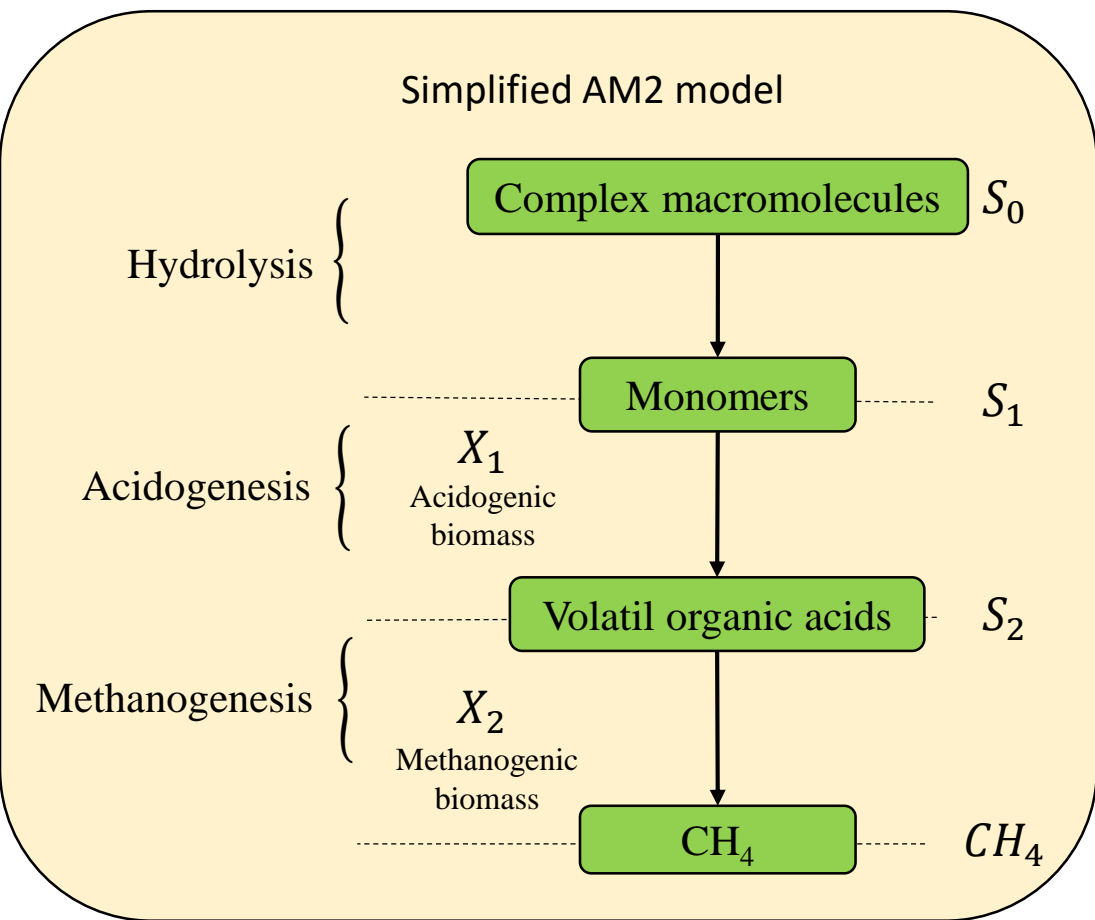 Simplified AM2 model
Complex macromolecules
S₀
Hydrolysis
Monomers
S₁
X₁
Acidogenic
biomass
Acidogenesis
Volatil organic acids
S₂
Methanogenesis
X₂
Methanogenic
biomass
CH₄
CH₄